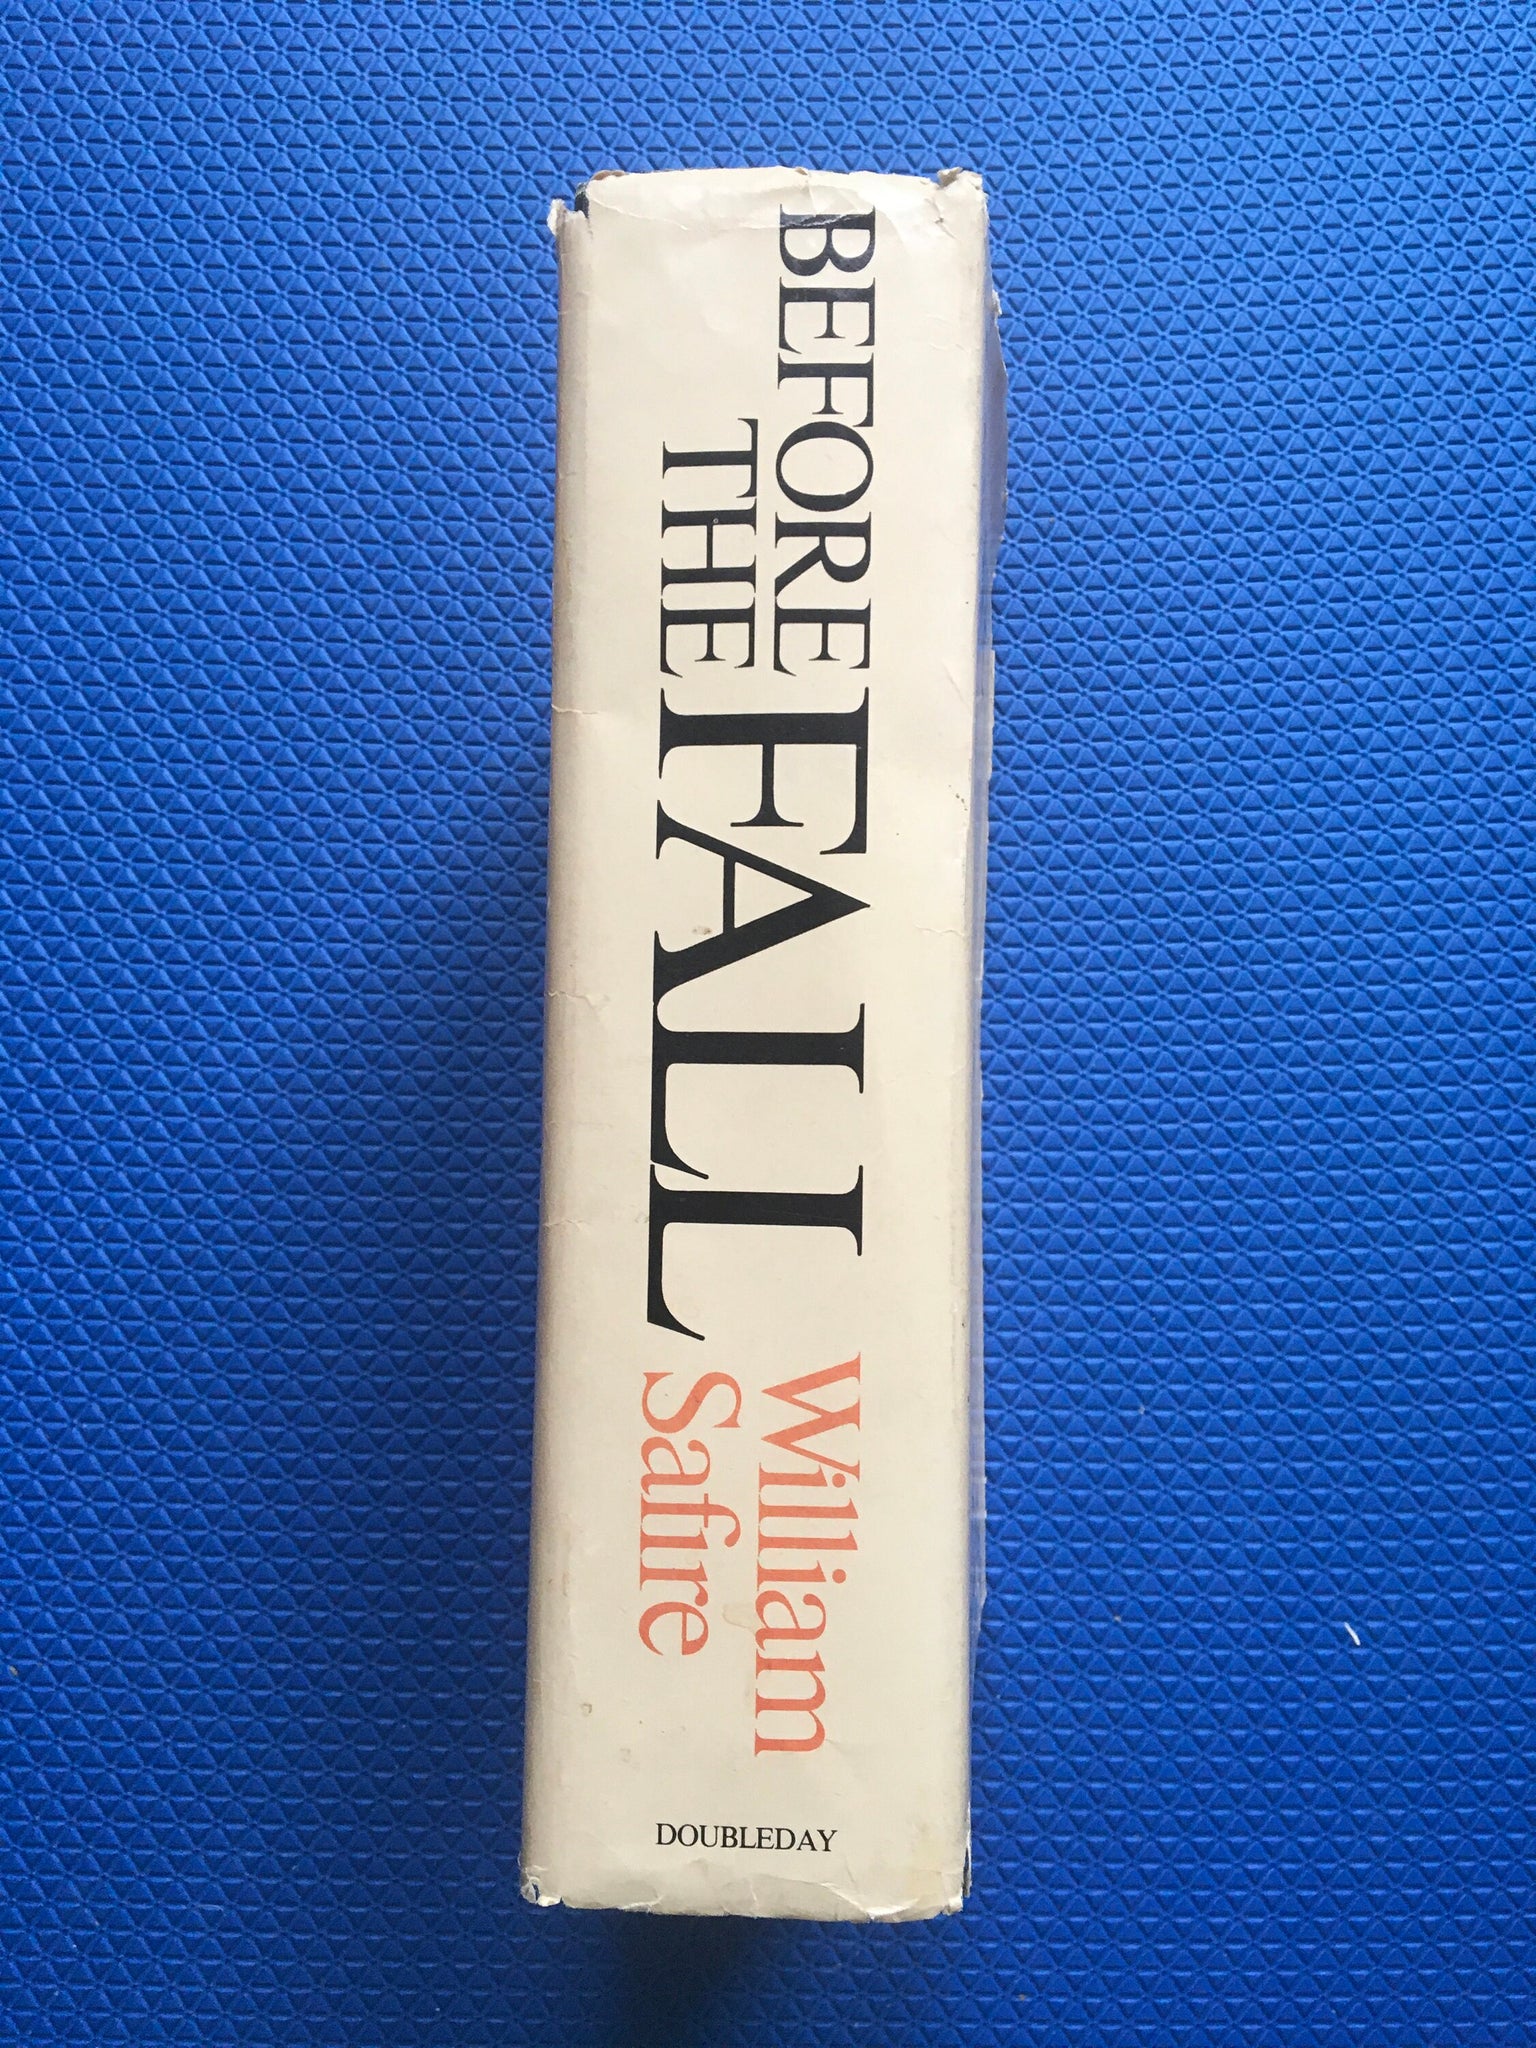 BEFORE
THE FALL
William
Safire
DOUBLEDAY